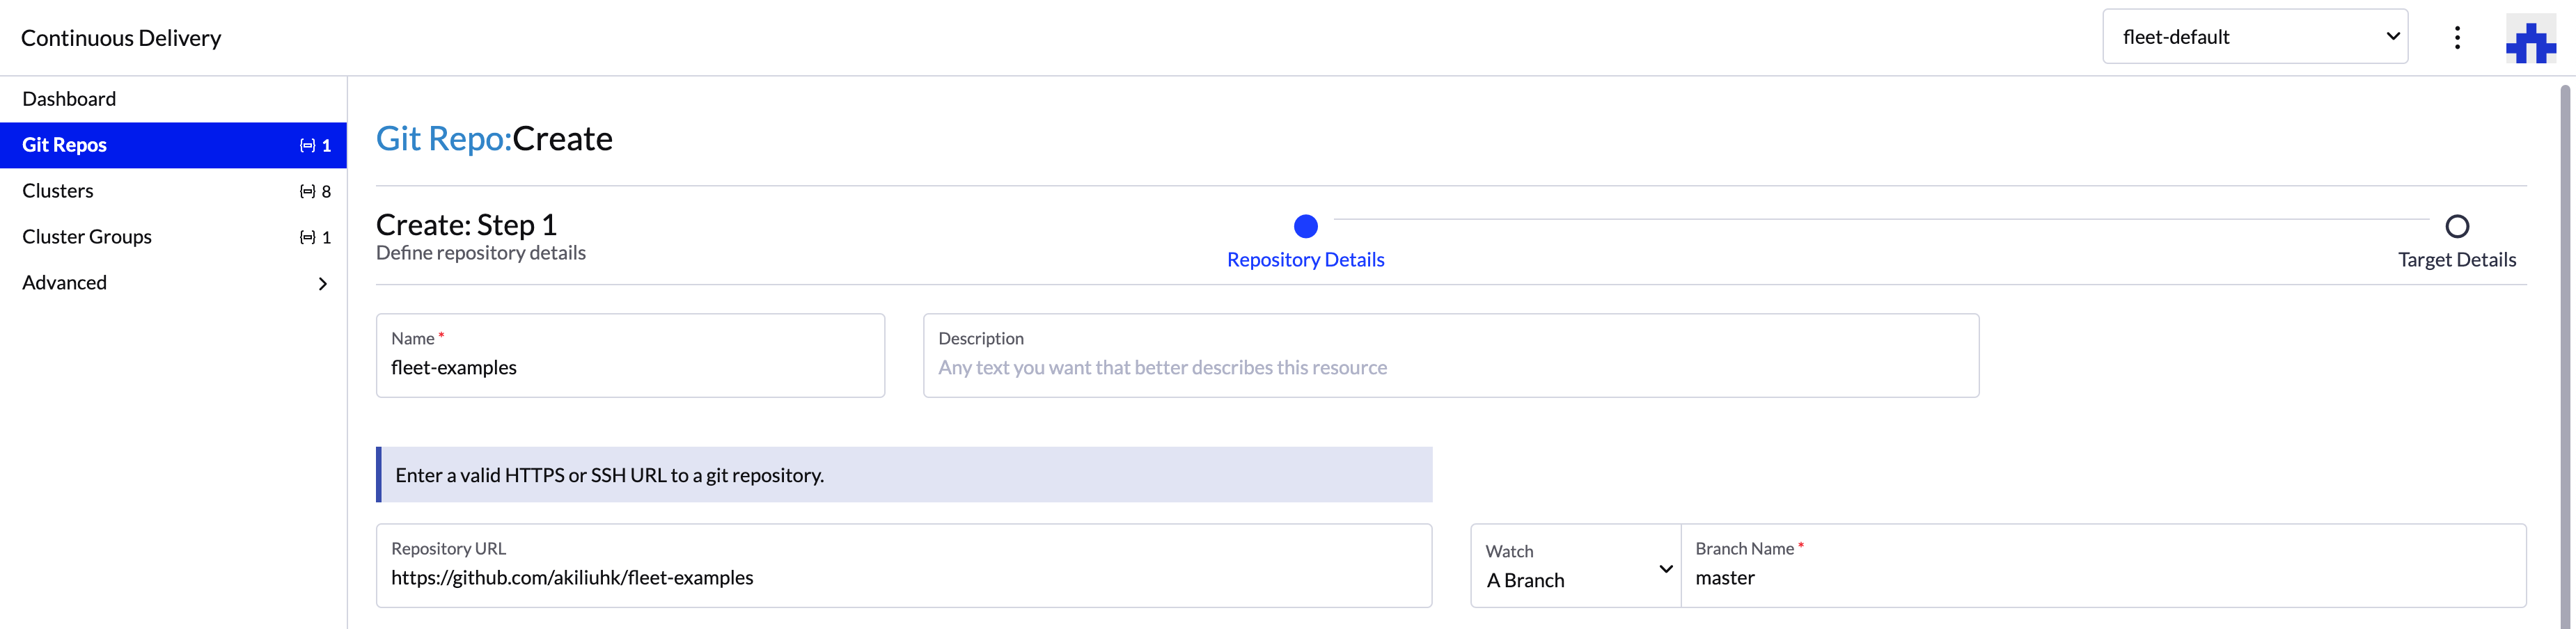 Continuous Delivery
fleet-default
Dashboard
Git Repos 1
Clusters 8
Cluster Groups 1
Advanced
Git Repo:Create
Create: Step 1
Define repository details
Repository Details
Target Details
Name *
fleet-examples
Description
Any text you want that better describes this resource
Enter a valid HTTPS or SSH URL to a git repository.
Repository URL
https://github.com/akiliuhk/fleet-examples
Watch
A Branch
Branch Name *
master